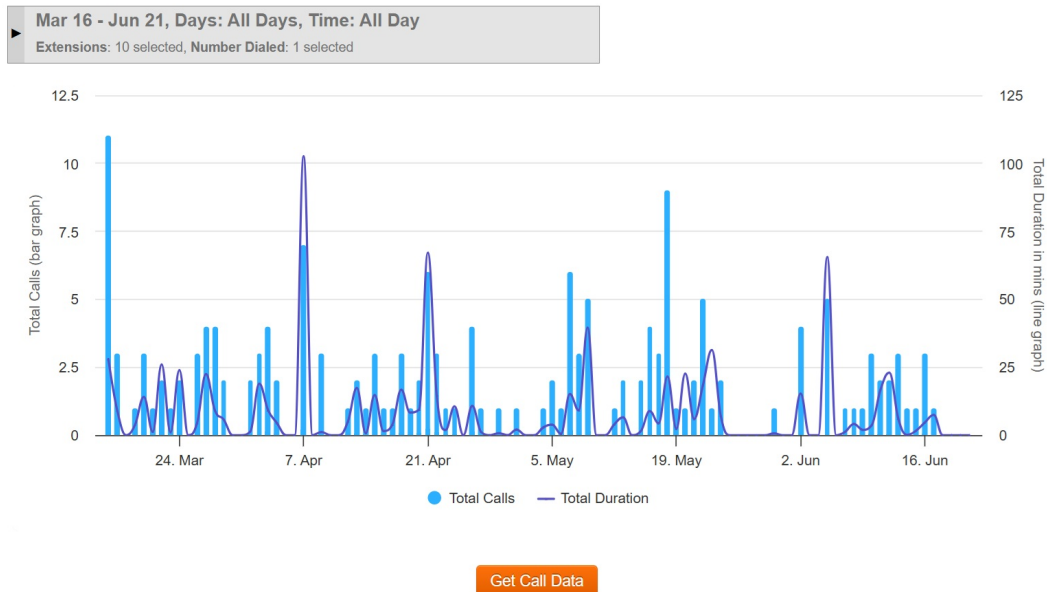 Mar 16 - Jun 21, Days: All Days, Time: All Day
Extensions: 10 selected, Number Dialed: 1 selected
12.5
10
7.5
5
2.5
0
Total Calls (bar graph)
125
100
75
50
25
0
Total Duration in mins (line graph)
24. Mar
7. Apr
21. Apr
5. May
19. May
2. Jun
16. Jun
Total Calls
Total Duration
Get Call Data